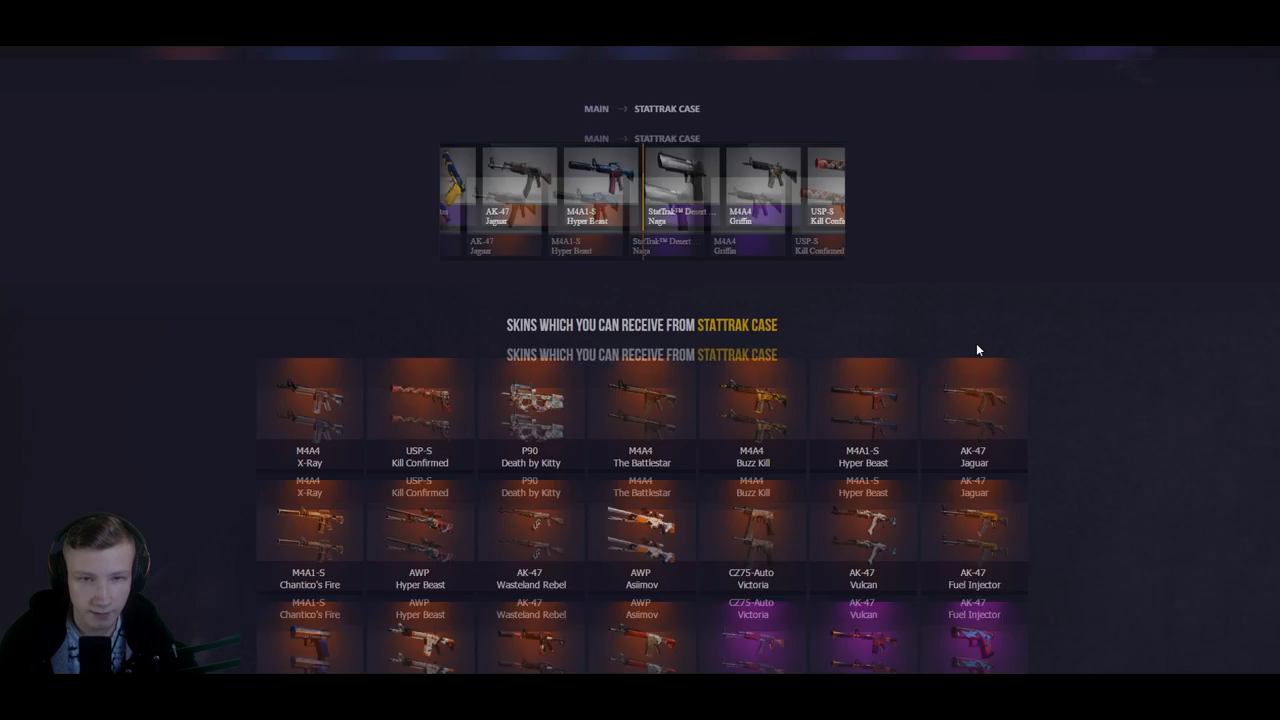 MAIN → STATTRAK CASE
MAIN → STATTRAK CASE
AK-47
Jaguar
M4A1-S
Hyper Beast
StatTrak™ Desert ...
Naga
M4A4
Griffin
USP-S
Kill Confi
AK-47
Jaguar
M4A1-S
Hyper Beast
StatTrak™ Desert ...
Naga
M4A4
Griffin
USP-S
Kill Confirmed
SKINS WHICH YOU CAN RECEIVE FROM STATTRAK CASE
SKINS WHICH YOU CAN RECEIVE FROM STATTRAK CASE
M4A4
X-Ray
USP-S
Kill Confirmed
P90
Death by Kitty
M4A4
The Battlestar
M4A4
Buzz Kill
M4A1-S
Hyper Beast
AK-47
Jaguar
M4A4
X-Ray
USP-S
Kill Confirmed
P90
Death by Kitty
M4A4
The Battlestar
M4A4
Buzz Kill
M4A1-S
Hyper Beast
AK-47
Jaguar
M4A1-S
Chantico's Fire
AWP
Hyper Beast
AK-47
Wasteland Rebel
AWP
Asiimov
CZ75-Auto
Victoria
AK-47
Vulcan
AK-47
Fuel Injector
M4A1-S
Chantico's Fire
AWP
Hyper Beast
AK-47
Wasteland Rebel
AWP
Asiimov
CZ75-Auto
Victoria
AK-47
Vulcan
AK-47
Fuel Injector